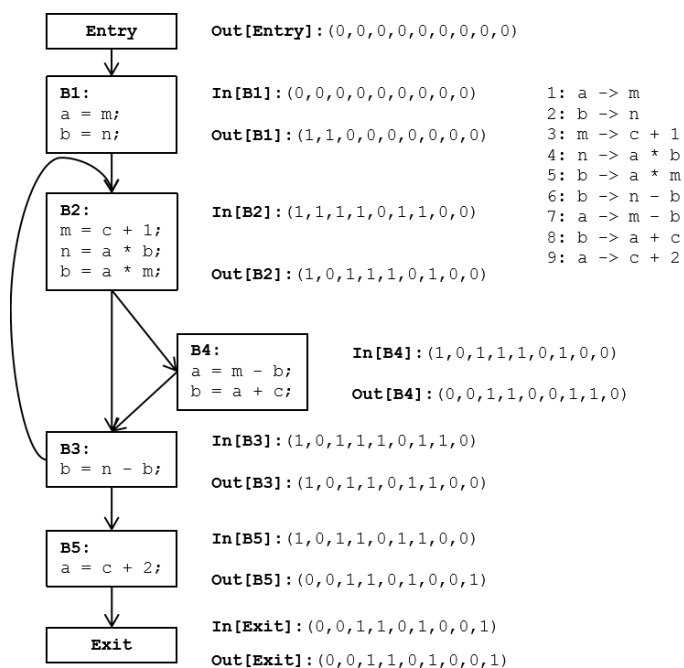 Entry
Out[Entry]:(0,0,0,0,0,0,0,0,0)
B1:
a = m;
b = n;
In[B1]:(0,0,0,0,0,0,0,0,0)
Out[B1]:(1,1,0,0,0,0,0,0,0)
1: a -> m
2: b -> n
3: m -> c + 1
4: n -> a * b
5: b -> a * m
6: b -> n - b
7: a -> m - b
8: b -> a + c
9: a -> c + 2
B2:
m = c + 1;
n = a * b;
b = a * m;
In[B2]:(1,1,1,1,0,1,1,0,0)
Out[B2]:(1,0,1,1,1,0,1,0,0)
B4:
a = m - b;
b = a + c;
In[B4]:(1,0,1,1,1,0,1,0,0)
Out[B4]:(0,0,1,1,0,0,1,1,0)
B3:
b = n - b;
In[B3]:(1,0,1,1,1,0,1,1,0)
Out[B3]:(1,0,1,1,0,1,1,0,0)
B5:
a = c + 2;
In[B5]:(1,0,1,1,0,1,1,0,0)
Out[B5]:(0,0,1,1,0,1,0,0,1)
Exit
In[Exit]:(0,0,1,1,0,1,0,0,1)
Out[Exit]:(0,0,1,1,0,1,0,0,1)